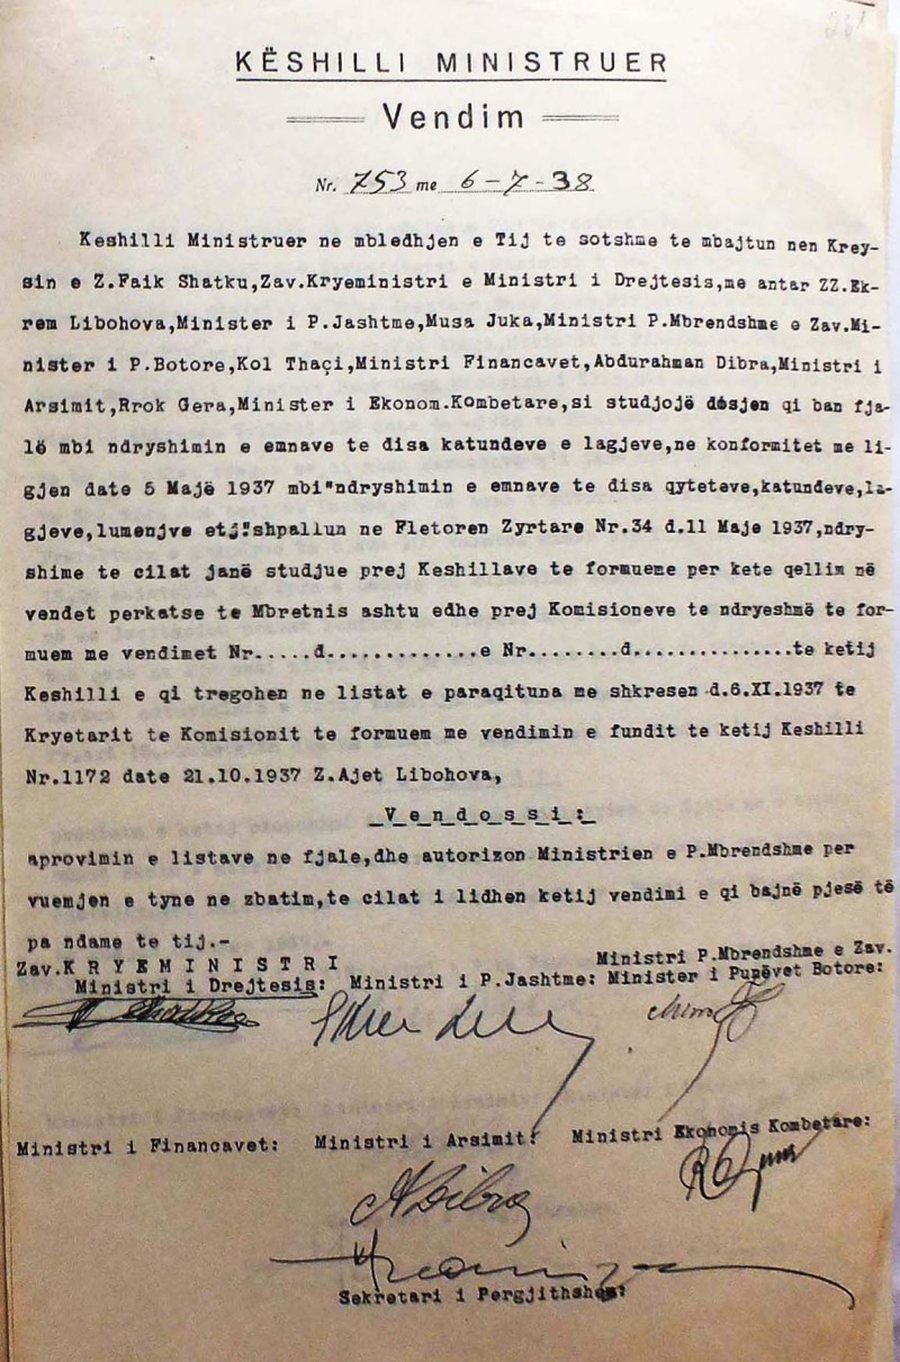 KËSHILLI MINISTRUER
Vendim
Nr. 753 me 6-7-38
Keshilli Ministruer ne mbledhjen e Tij te sotshme te mbajtun nen Krey-
sin e Z.Faik Shatku,Zav.Kryeministri e Ministri i Drejtesis,me antar ZZ.Ek-
rem Libohova,Minister i P.Jashtme,Musa Juka,Ministri P.Mbrendshme e Zav.Mi-
nister i P.Botore,Kol Thaçi,Ministri Financavet,Abdurahman Dibra,Ministri i
Arsimit,Rrok Gera,Minister i Ekonom.Kombetare,si studjojë dosjen qi ban fja-
lë mbi ndryshimin e emnave te disa katundeve e lagjeve,ne konformitet me li-
gjen date 5 Majë 1937 mbi"ndryshimin e emnave te disa qyteteve,katundeve,la-
gjeve,lumenjve etj"shpallun ne Fletoren Zyrtare Nr.34 d.11 Maje 1937,ndry-
shime te cilat janë studjue prej Keshillave te formueme per kete qellim në
vendet perkatse te Mbretnis ashtu edhe prej Komisioneve te ndryeshmë te for-
muem me vendimet Nr.....d.............e Nr........d...............te ketij
Keshilli e qi tregohen ne listat e paraqituna me shkresen d.6.XI.1937 te
Kryetarit te Komisionit te formuem me vendimin e fundit te ketij Keshilli
Nr.1172 date 21.10.1937 Z.Ajet Libohova,
_V_e_n_d_o_s_s_i_:_
aprovimin e listave ne fjale,dhe autorizon Ministrien e P.Mbrendshme per
vuemjen e tyne ne zbatim,te cilat i lidhen ketij vendimi e qi bajnë pjesë të
pa ndame te tij.-
Zav.K R Y E M I N I S T R I
Ministri i Drejtesis:
Ministri i P.Jashtme:
Ministri P.Mbrendshme e Zav.
Minister i Punëvet Botore:
Ministri i Financavet:
Ministri i Arsimit:
Ministri Ekonomis Kombetare:
ADibra
Sekretari i Pergjithshem: